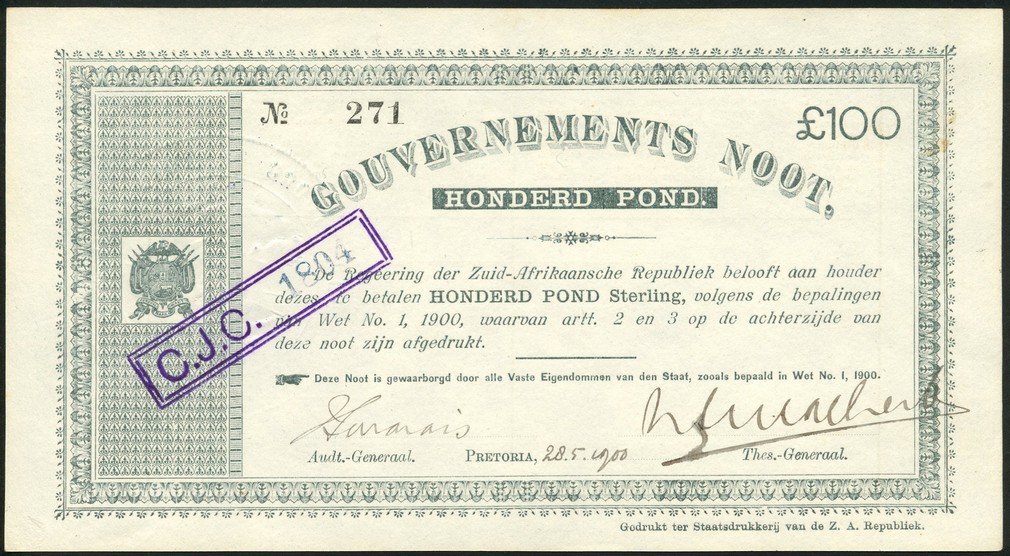 № 271
£100
GOUVERNEMENTS NOOT,
HONDERD POND.
De Regeering der Zuid-Afrikaansche Republiek belooft aan houder
dezes te betalen HONDERD POND Sterling, volgens de bepalingen
van Wet No. 1, 1900, waarvan artt. 2 en 3 op de achterzijde van
deze noot zijn afgedrukt.
C.J.C. 1804
Deze Noot is gewaarborgd door alle Vaste Eigendommen van den Staat, zooals bepaald in Wet No. 1, 1900.
Audt.-Generaal. PRETORIA, 28.5.1900 Thes.-Generaal.
Gedrukt ter Staatsdrukkerij van de Z. A. Republiek.